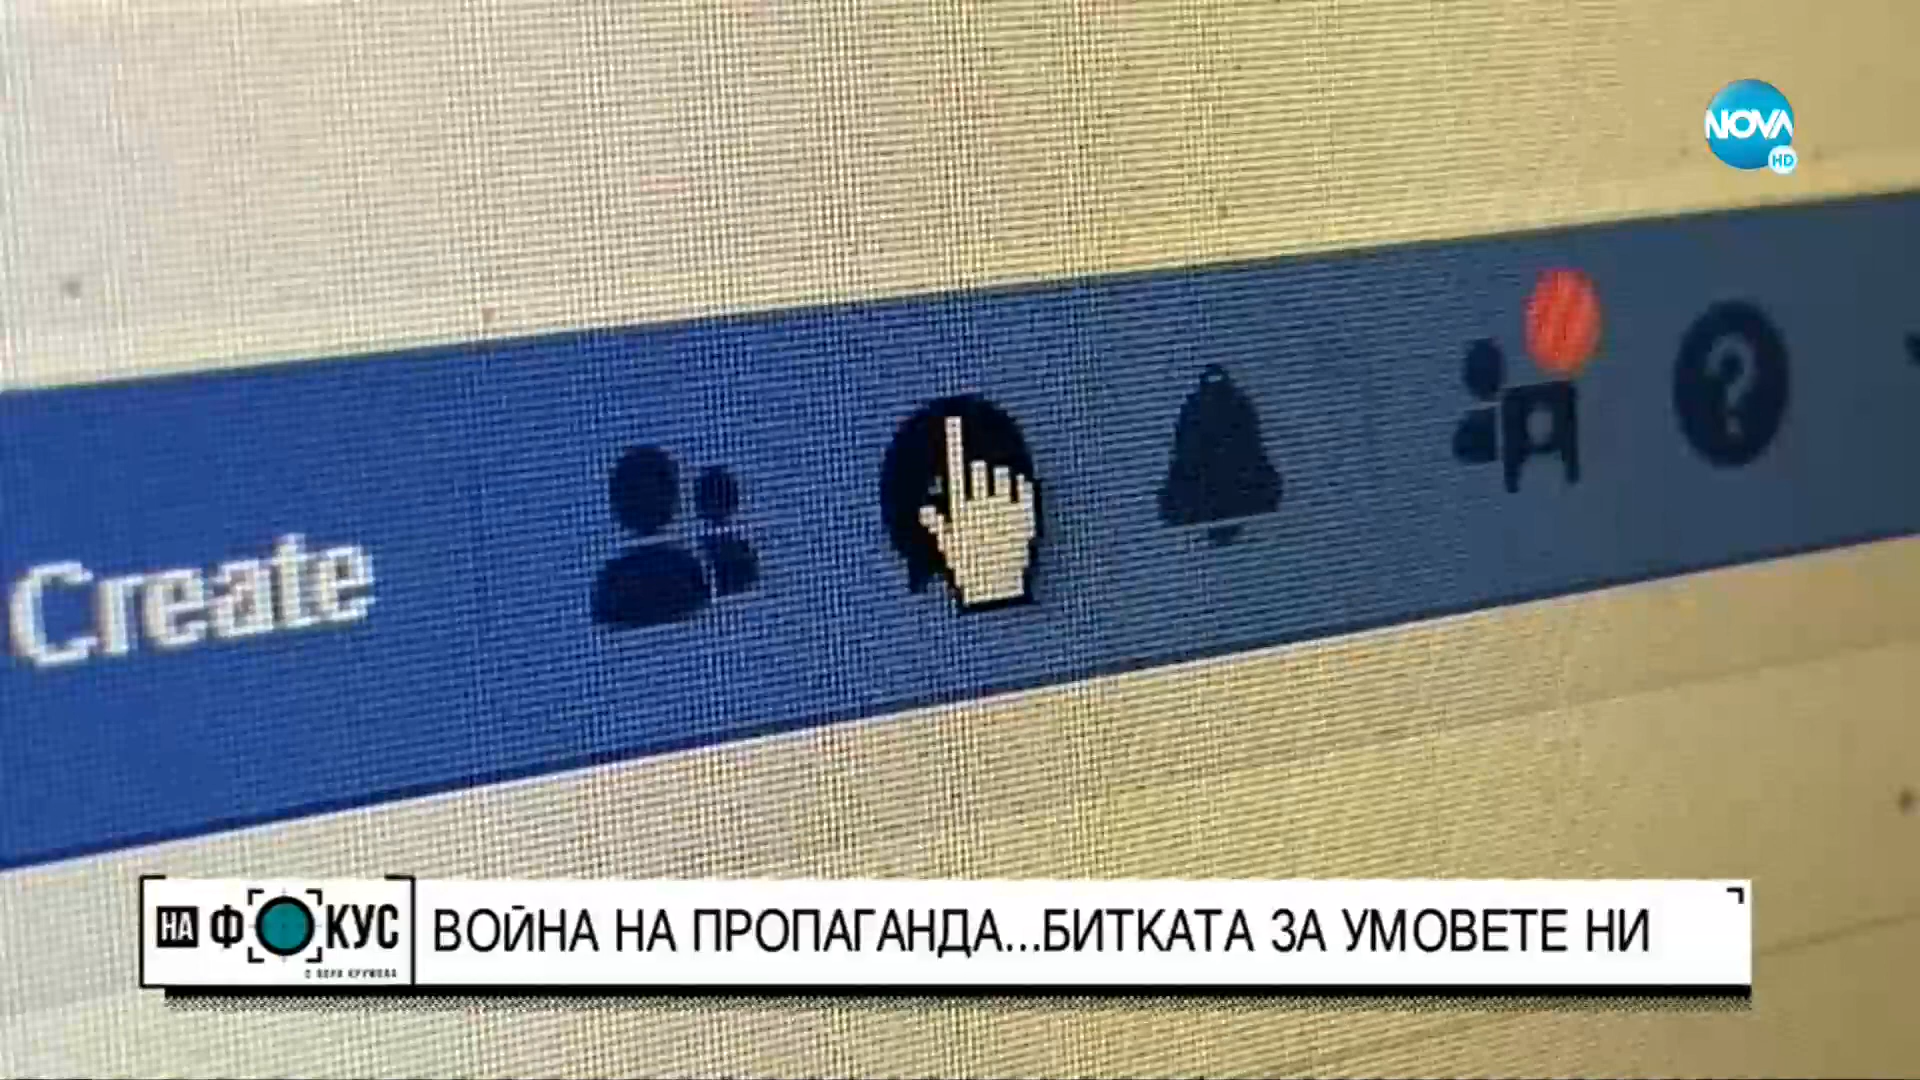 NOVA
HD
Create
НА ФОКУС
ВОЙНА НА ПРОПАГАНДА...БИТКАТА ЗА УМОВЕТЕ НИ